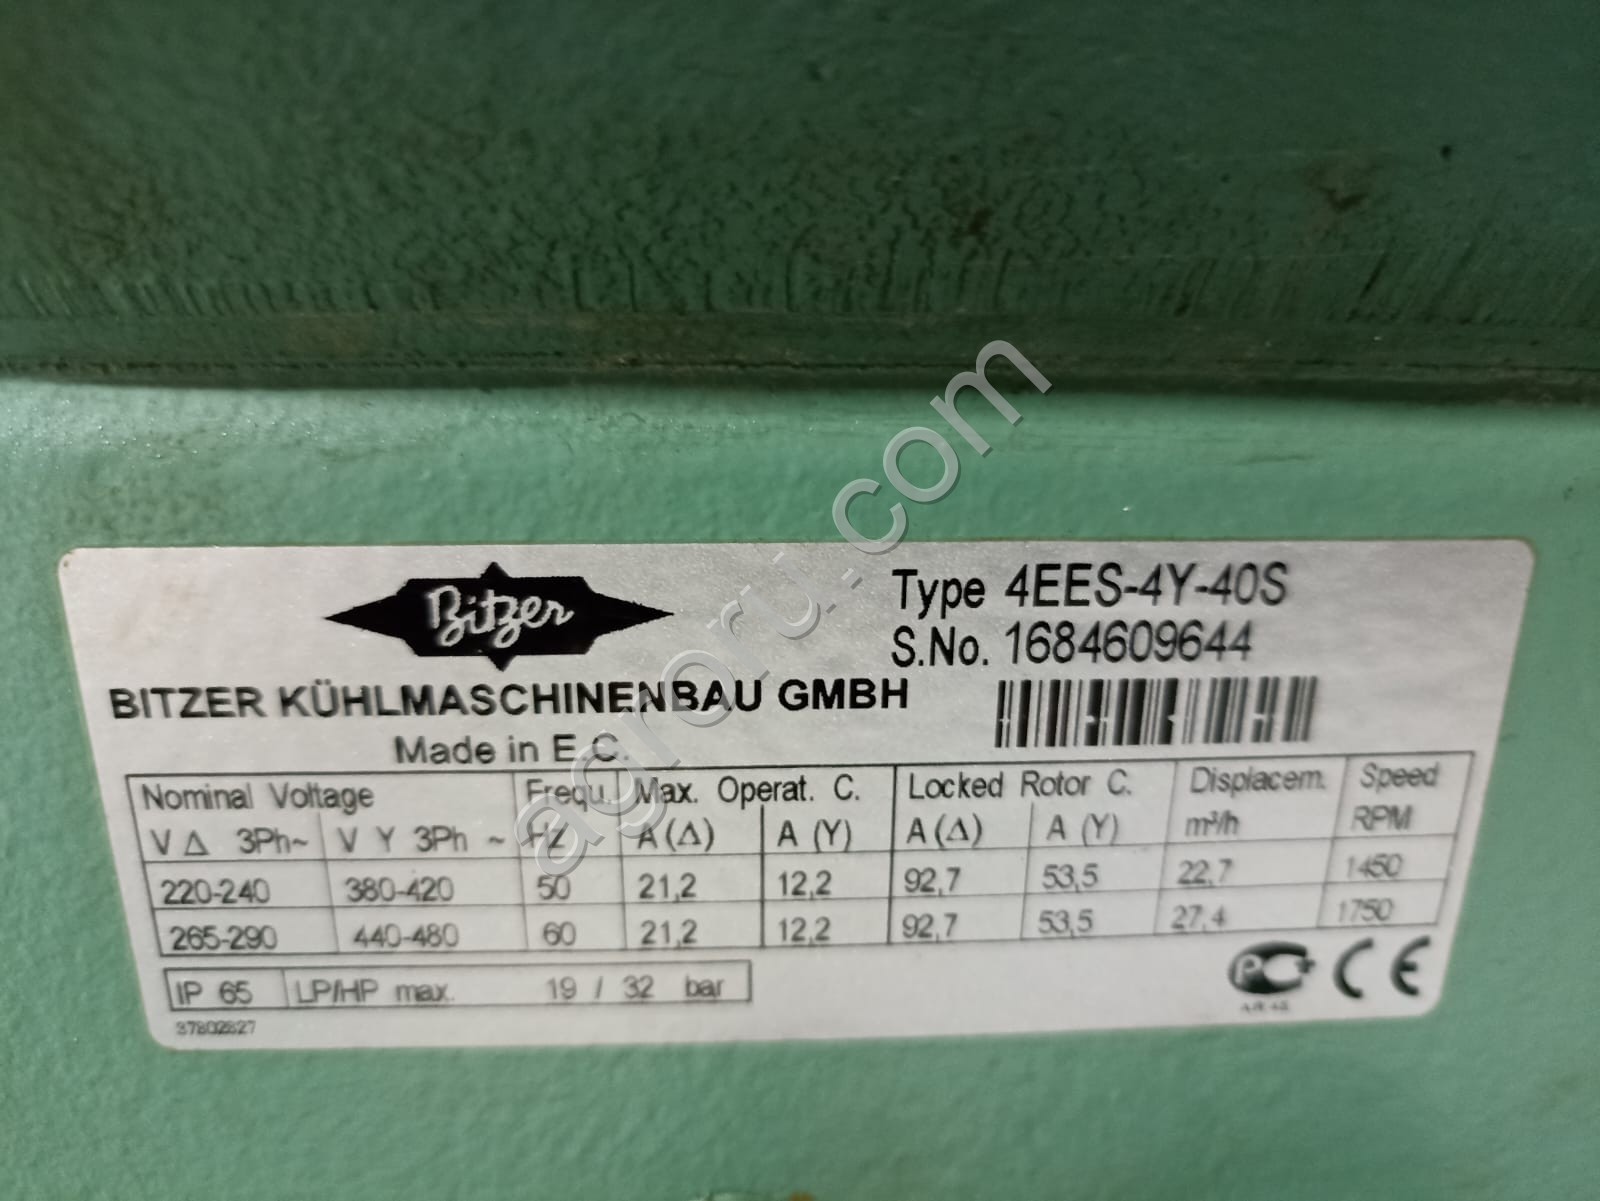 Bitzer
Type 4EES-4Y-40S
S.No. 1684609644
BITZER KÜHLMASCHINENBAU GMBH
Made in E.C.
Nominal Voltage Frequ. Max. Operat. C. Locked Rotor C. Displacem. Speed
V Δ 3Ph~ V Y 3Ph ~ HZ A (Δ) A (Y) A (Δ) A (Y) m³/h RPM
220-240 380-420 50 21,2 12,2 92,7 53,5 22,7 1450
265-290 440-480 60 21,2 12,2 92,7 53,5 27,4 1750
IP 65 LP/HP max. 19 / 32 bar
CE
agroru.com